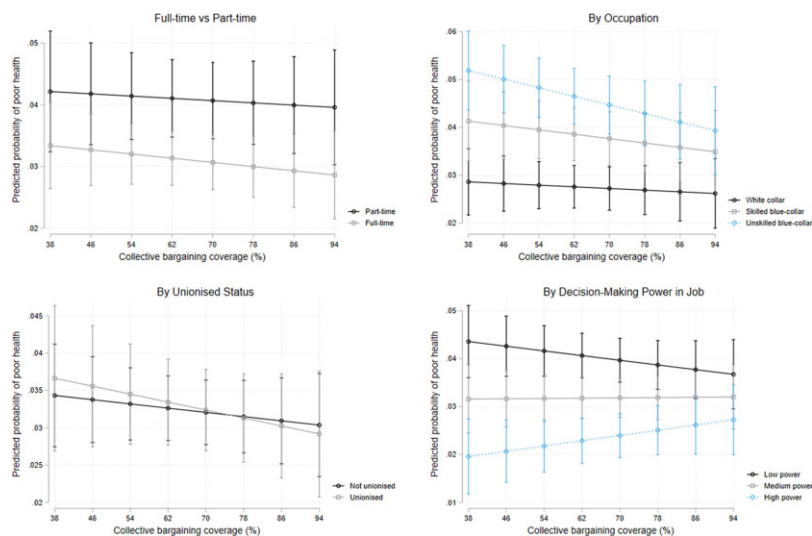 Full-time vs Part-time
Predicted probability of poor health
.05
.04
.03
.02
Part-time
Full-time
38 46 54 62 70 78 86 94
Collective bargaining coverage (%)
By Occupation
Predicted probability of poor health
.06
.05
.04
.03
.02
White collar
Skilled blue-collar
Unskilled blue-collar
38 46 54 62 70 78 86 94
Collective bargaining coverage (%)
By Unionised Status
Predicted probability of poor health
.045
.04
.035
.03
.025
.02
Not unionised
Unionised
38 46 54 62 70 78 86 94
Collective bargaining coverage (%)
By Decision-Making Power in Job
Predicted probability of poor health
.05
.04
.03
.02
.01
Low power
Medium power
High power
38 46 54 62 70 78 86 94
Collective bargaining coverage (%)